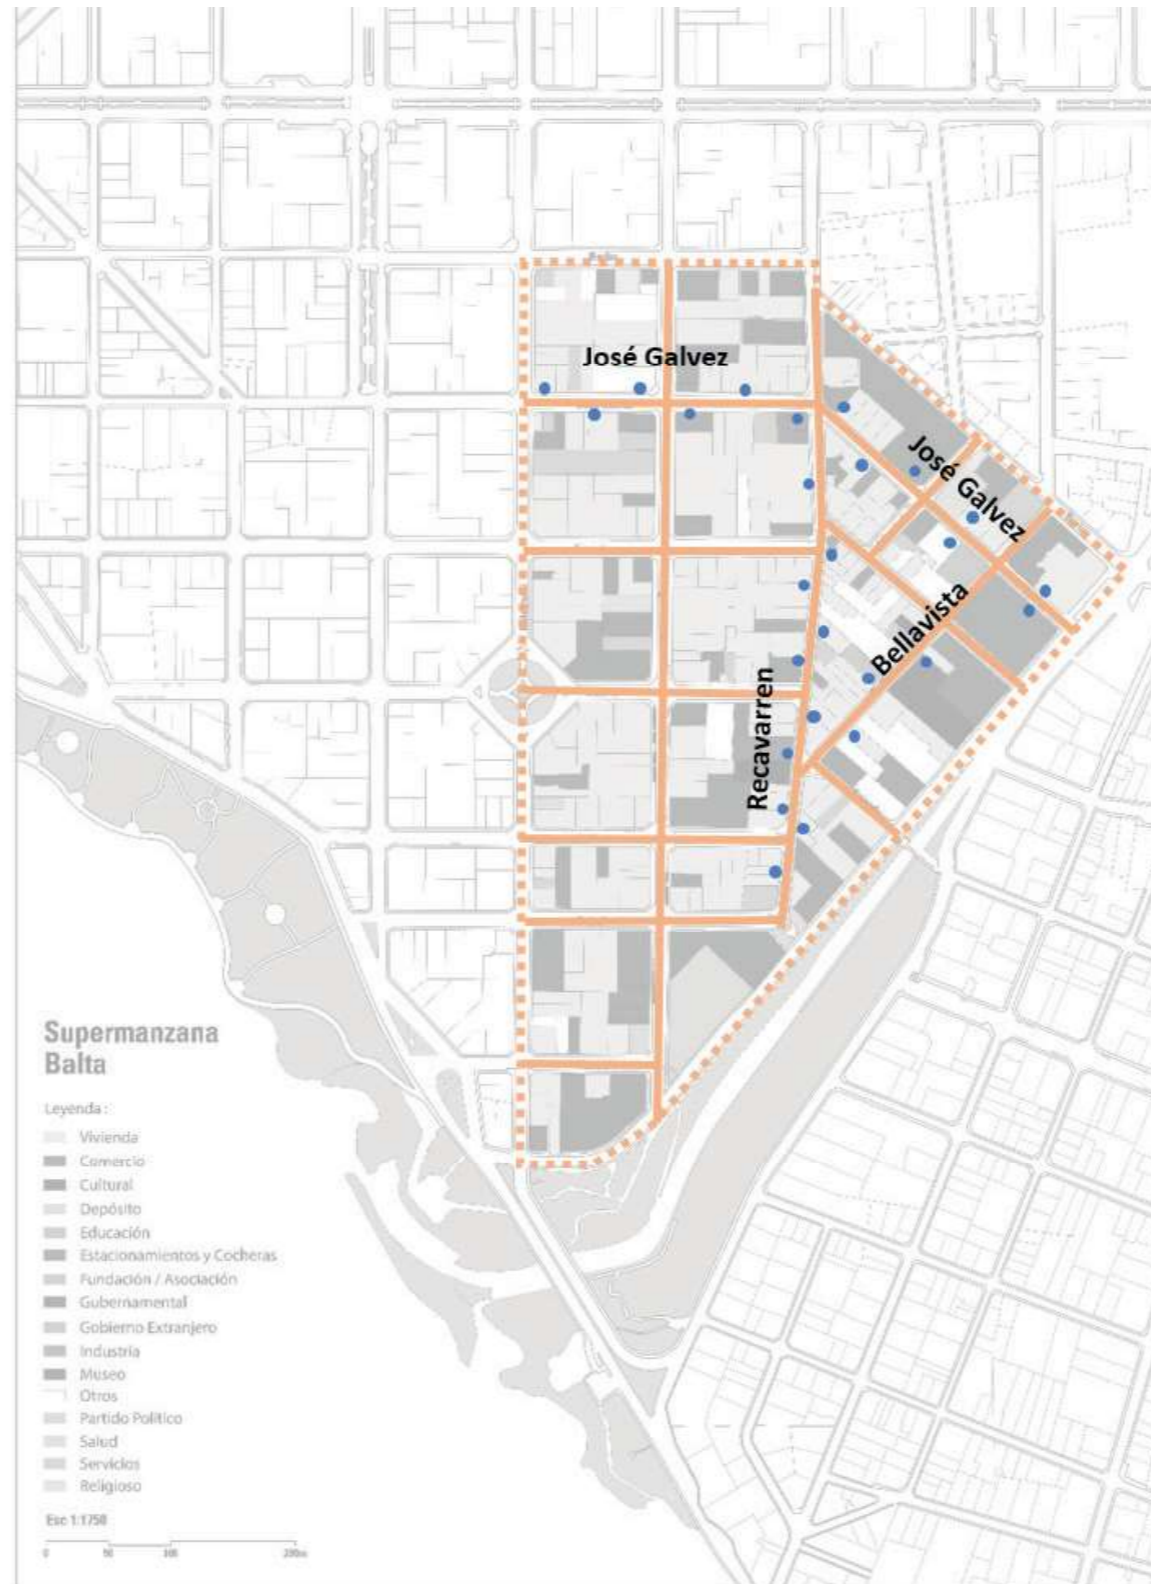 José Galvez
José Galvez
Bellavista
Recavarren
Supermanzana
Balta
Leyenda :
Vivienda
Comercio
Cultural
Depósito
Educación
Estacionamientos y Cocheras
Fundación / Asociación
Gubernamental
Gobierno Extranjero
Industria
Museo
Otros
Partido Político
Salud
Servicios
Religioso
Esc 1:1750
0 50 100 200m